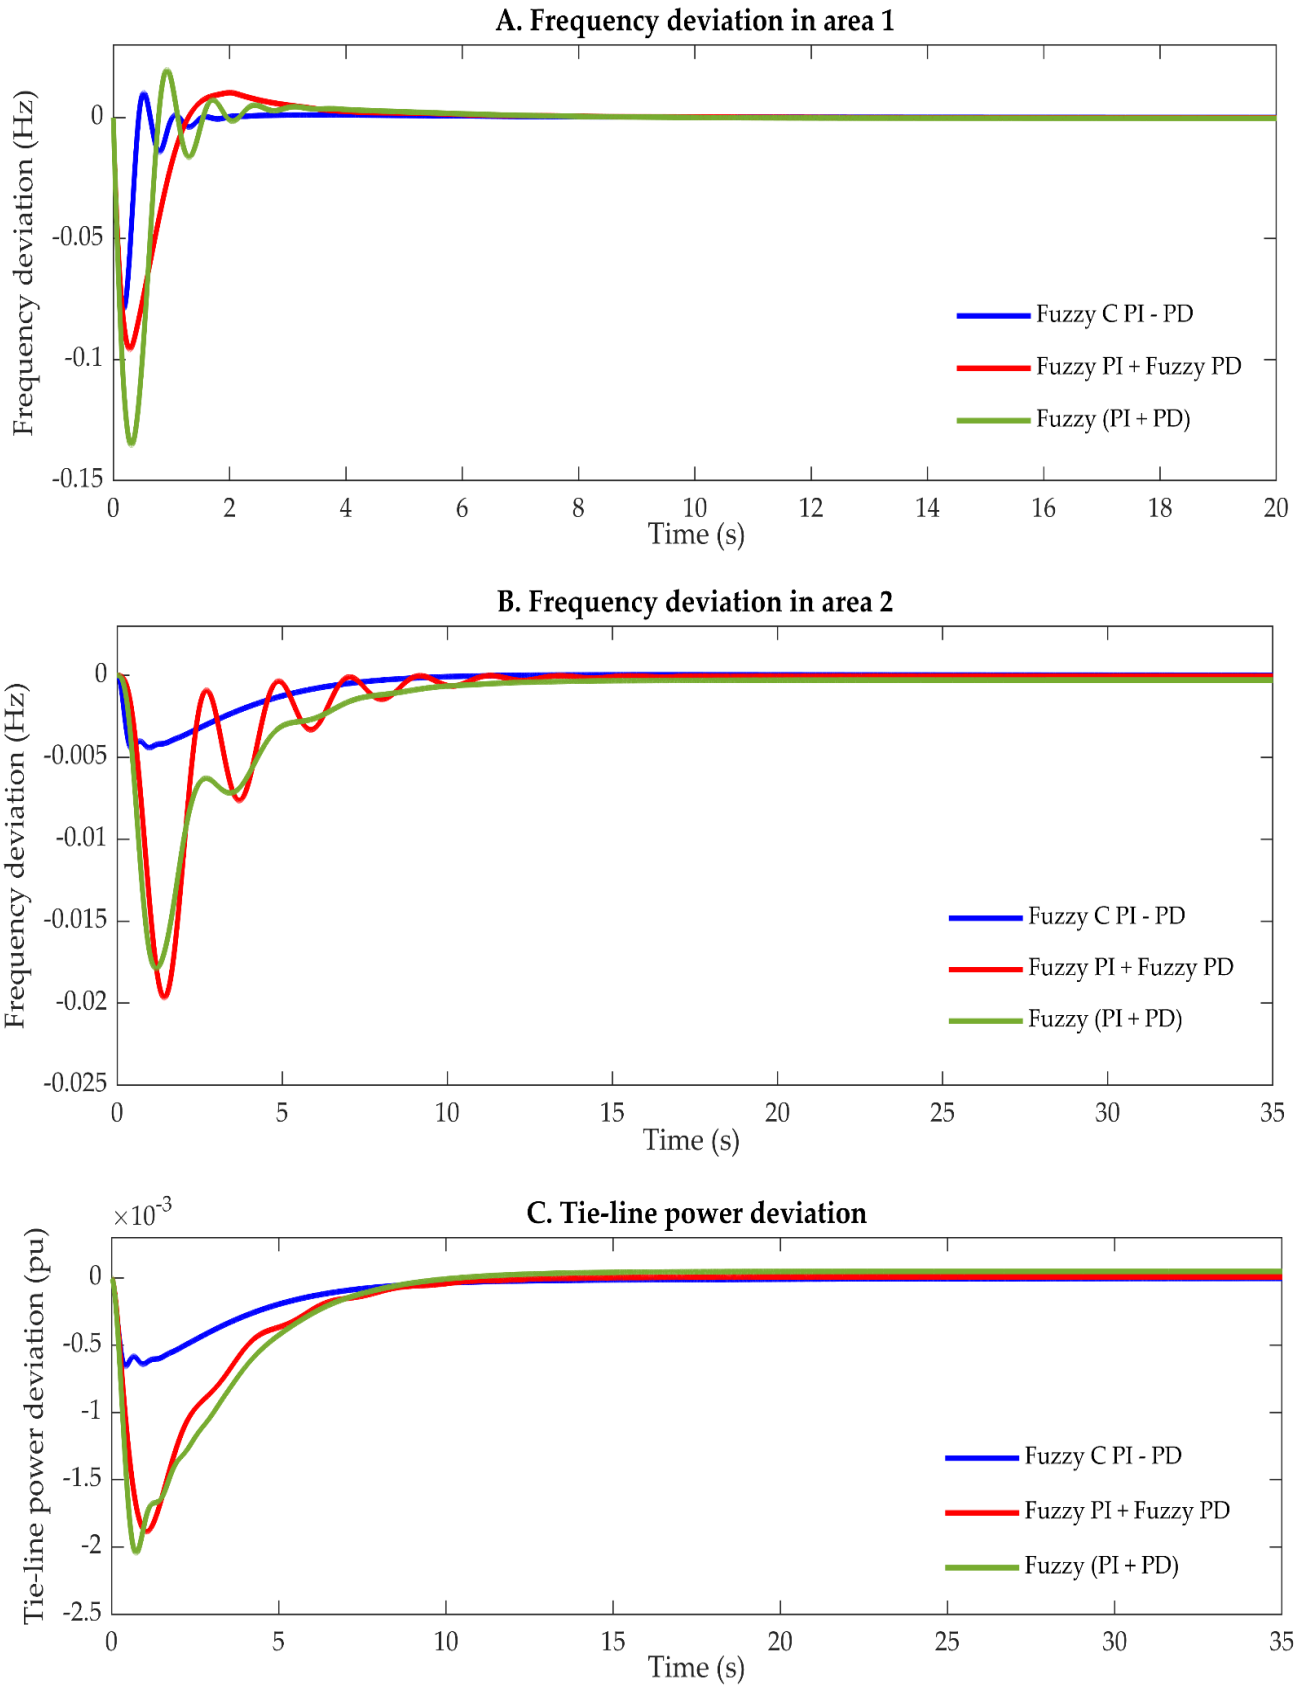 A. Frequency deviation in area 1
Frequency deviation (Hz)
0
-0.05
-0.1
-0.15
0 2 4 6 8 10 12 14 16 18 20
Time (s)
Fuzzy C PI - PD
Fuzzy PI + Fuzzy PD
Fuzzy (PI + PD)
B. Frequency deviation in area 2
Frequency deviation (Hz)
0
-0.005
-0.01
-0.015
-0.02
-0.025
0 5 10 15 20 25 30 35
Time (s)
Fuzzy C PI - PD
Fuzzy PI + Fuzzy PD
Fuzzy (PI + PD)
C. Tie-line power deviation
×10⁻³
Tie-line power deviation (pu)
0
-0.5
-1
-1.5
-2
-2.5
0 5 10 15 20 25 30 35
Time (s)
Fuzzy C PI - PD
Fuzzy PI + Fuzzy PD
Fuzzy (PI + PD)